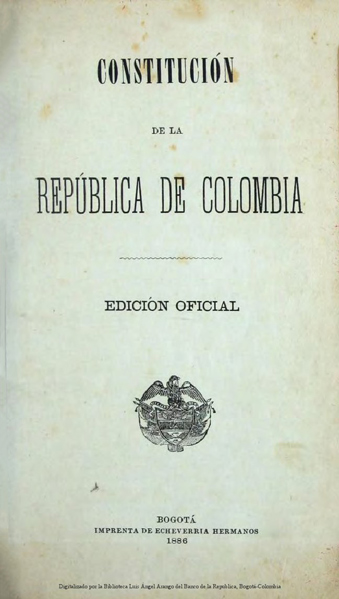 CONSTITUCIÓN
DE LA
REPÚBLICA DE COLOMBIA
EDICIÓN OFICIAL
BOGOTÁ
IMPRENTA DE ECHEVERRIA HERMANOS
1886
Digitalizado por la Biblioteca Luis Ángel Arango del Banco de la República, Bogotá-Colombia